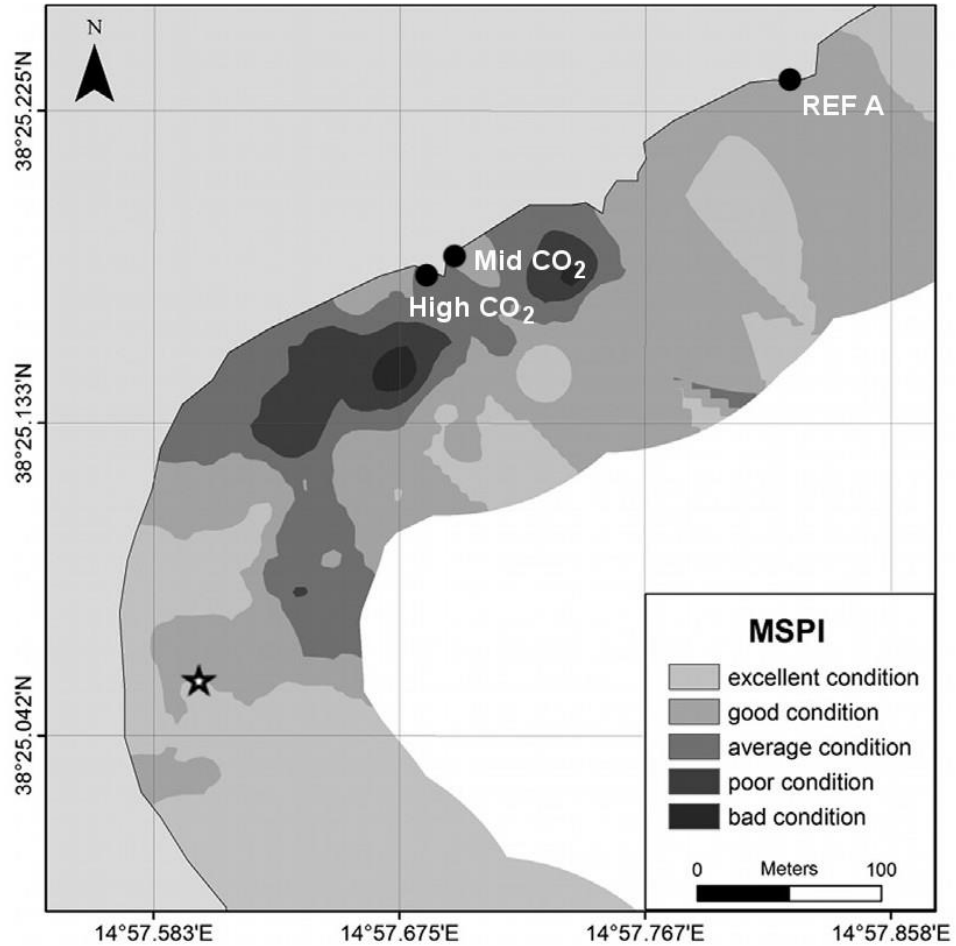 N
38°25.225'N
REF A
Mid CO₂
High CO₂
38°25.133'N
38°25.042'N
MSPI
excellent condition
good condition
average condition
poor condition
bad condition
0 Meters 100
14°57.583'E 14°57.675'E 14°57.767'E 14°57.858'E